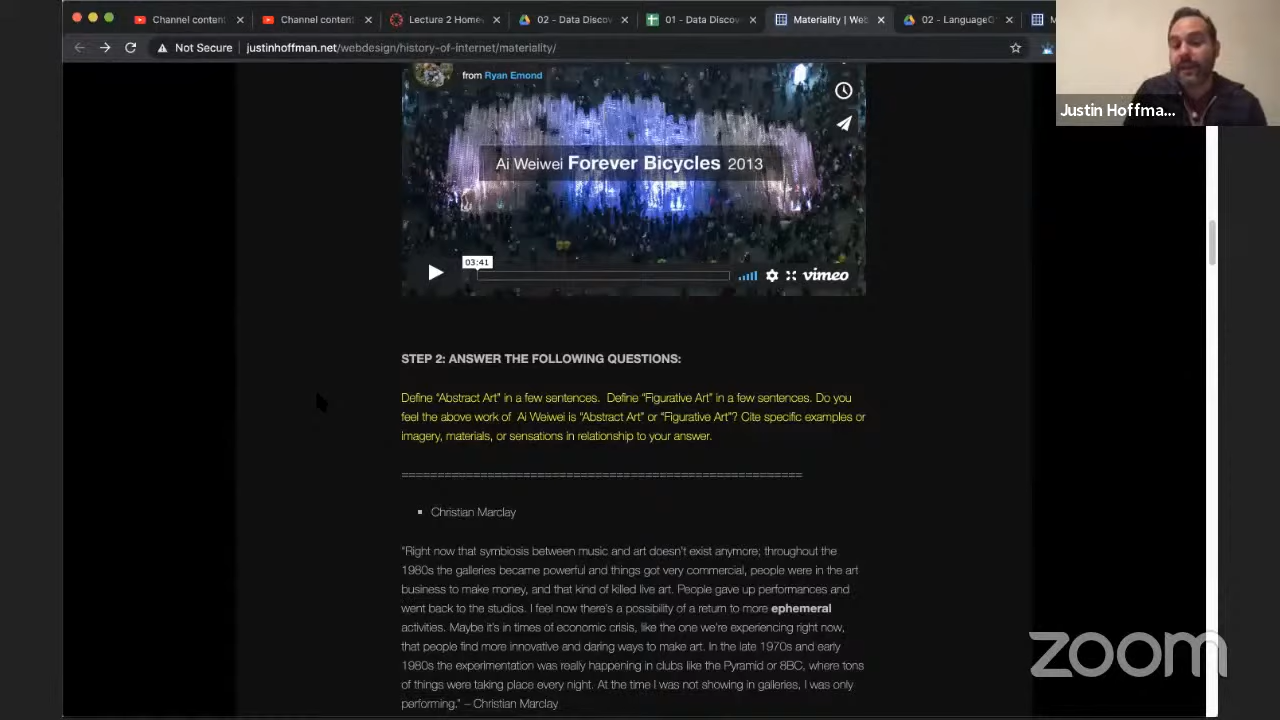 Channel content
Channel content
Lecture 2 Home
02 - Data Discov
01 - Data Discov
Materiality | Web
02 - Language
Not Secure
justinhoffman.net/webdesign/history-of-internet/materiality/
Justin Hoffma...
from Ryan Emond
Ai Weiwei Forever Bicycles 2013
03:41
vimeo
STEP 2: ANSWER THE FOLLOWING QUESTIONS:
Define “Abstract Art” in a few sentences. Define “Figurative Art” in a few sentences. Do you
feel the above work of Ai Weiwei is “Abstract Art” or “Figurative Art”? Cite specific examples or
imagery, materials, or sensations in relationship to your answer.
Christian Marclay
“Right now that symbiosis between music and art doesn’t exist anymore; throughout the
1980s the galleries became powerful and things got very commercial, people were in the art
business to make money, and that kind of killed live art. People gave up performances and
went back to the studios. I feel now there’s a possibility of a return to more ephemeral
activities. Maybe it’s in times of economic crisis, like the one we’re experiencing right now,
that people find more innovative and daring ways to make art. In the late 1970s and early
1980s the experimentation was really happening in clubs like the Pyramid or 8BC, where tons
of things were taking place every night. At the time I was not showing in galleries, I was only
performing.” – Christian Marclay
zoom